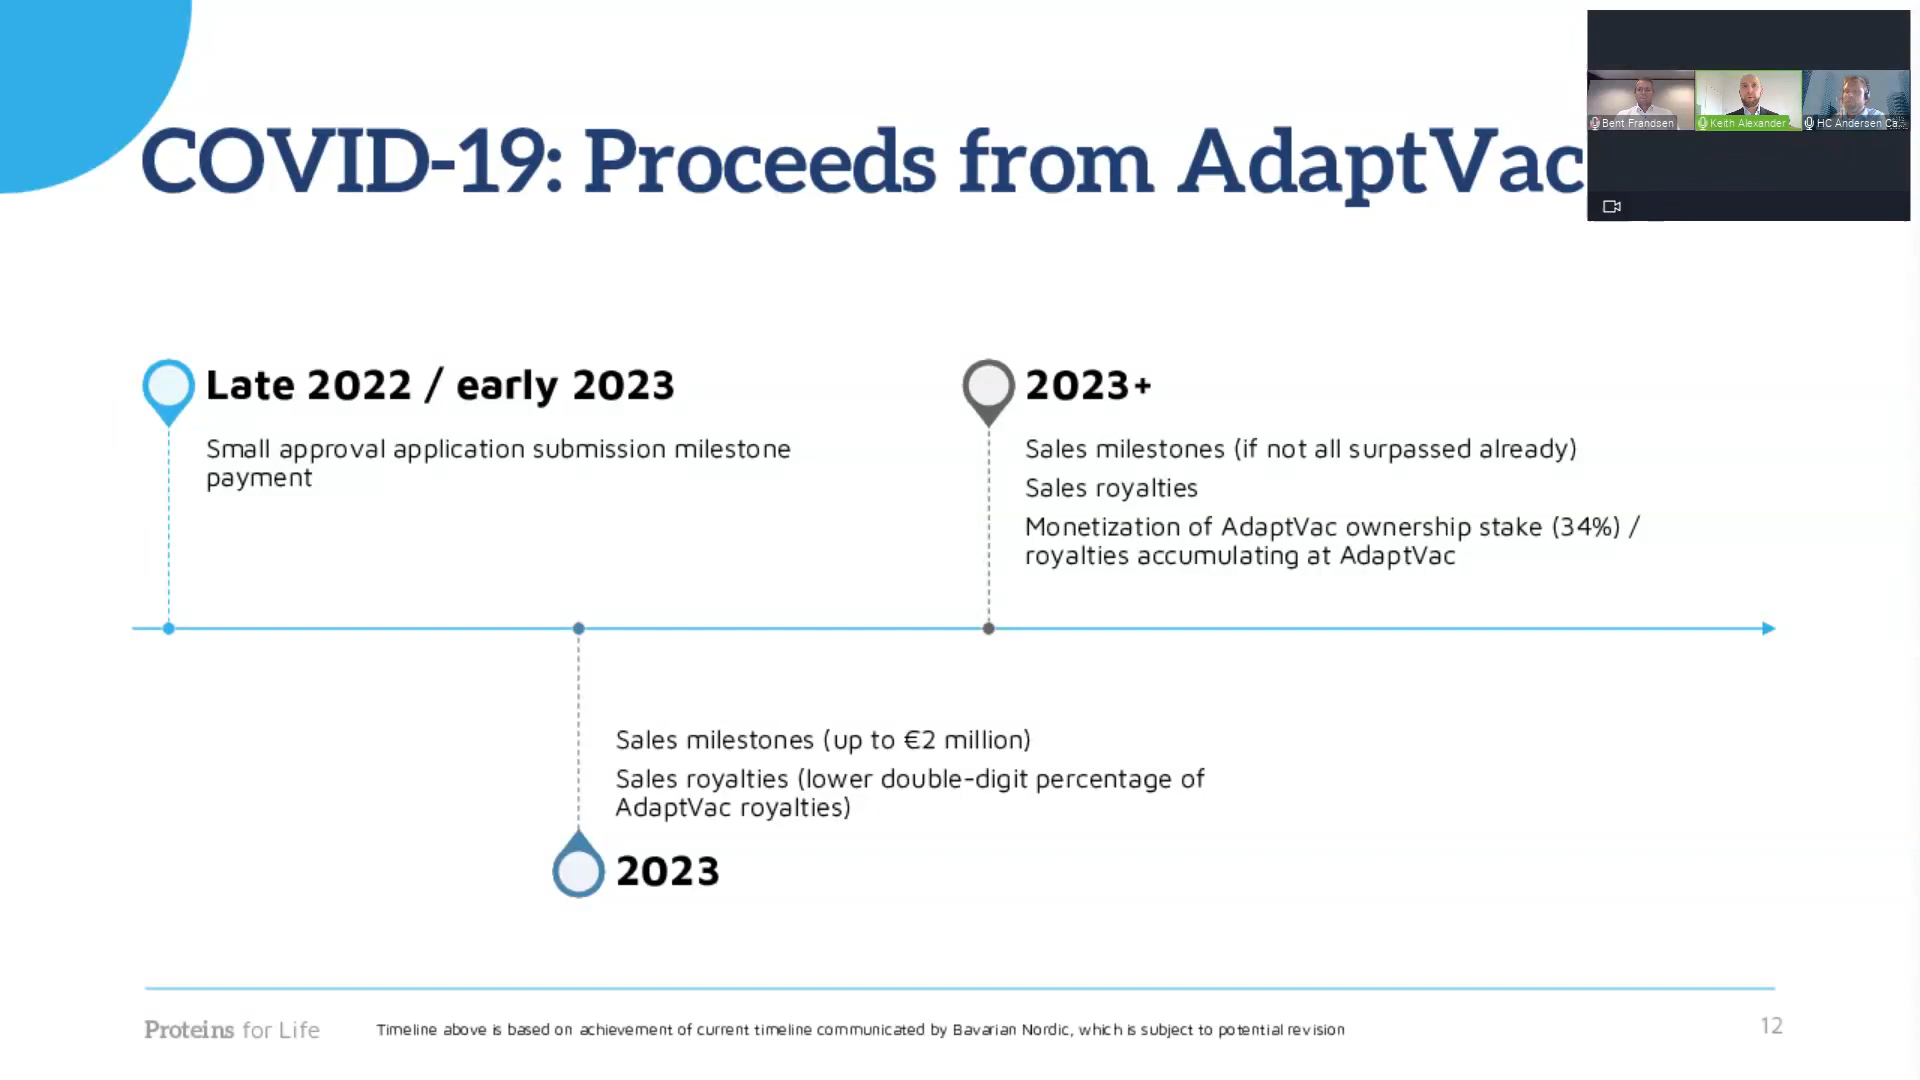 COVID-19: Proceeds from AdaptVac
Bent Frandsen
Keith Alexander
HC Andersen Ca...
Late 2022 / early 2023
Small approval application submission milestone
payment
2023+
Sales milestones (if not all surpassed already)
Sales royalties
Monetization of AdaptVac ownership stake (34%) /
royalties accumulating at AdaptVac
Sales milestones (up to €2 million)
Sales royalties (lower double-digit percentage of
AdaptVac royalties)
2023
Proteins for Life
Timeline above is based on achievement of current timeline communicated by Bavarian Nordic, which is subject to potential revision
12